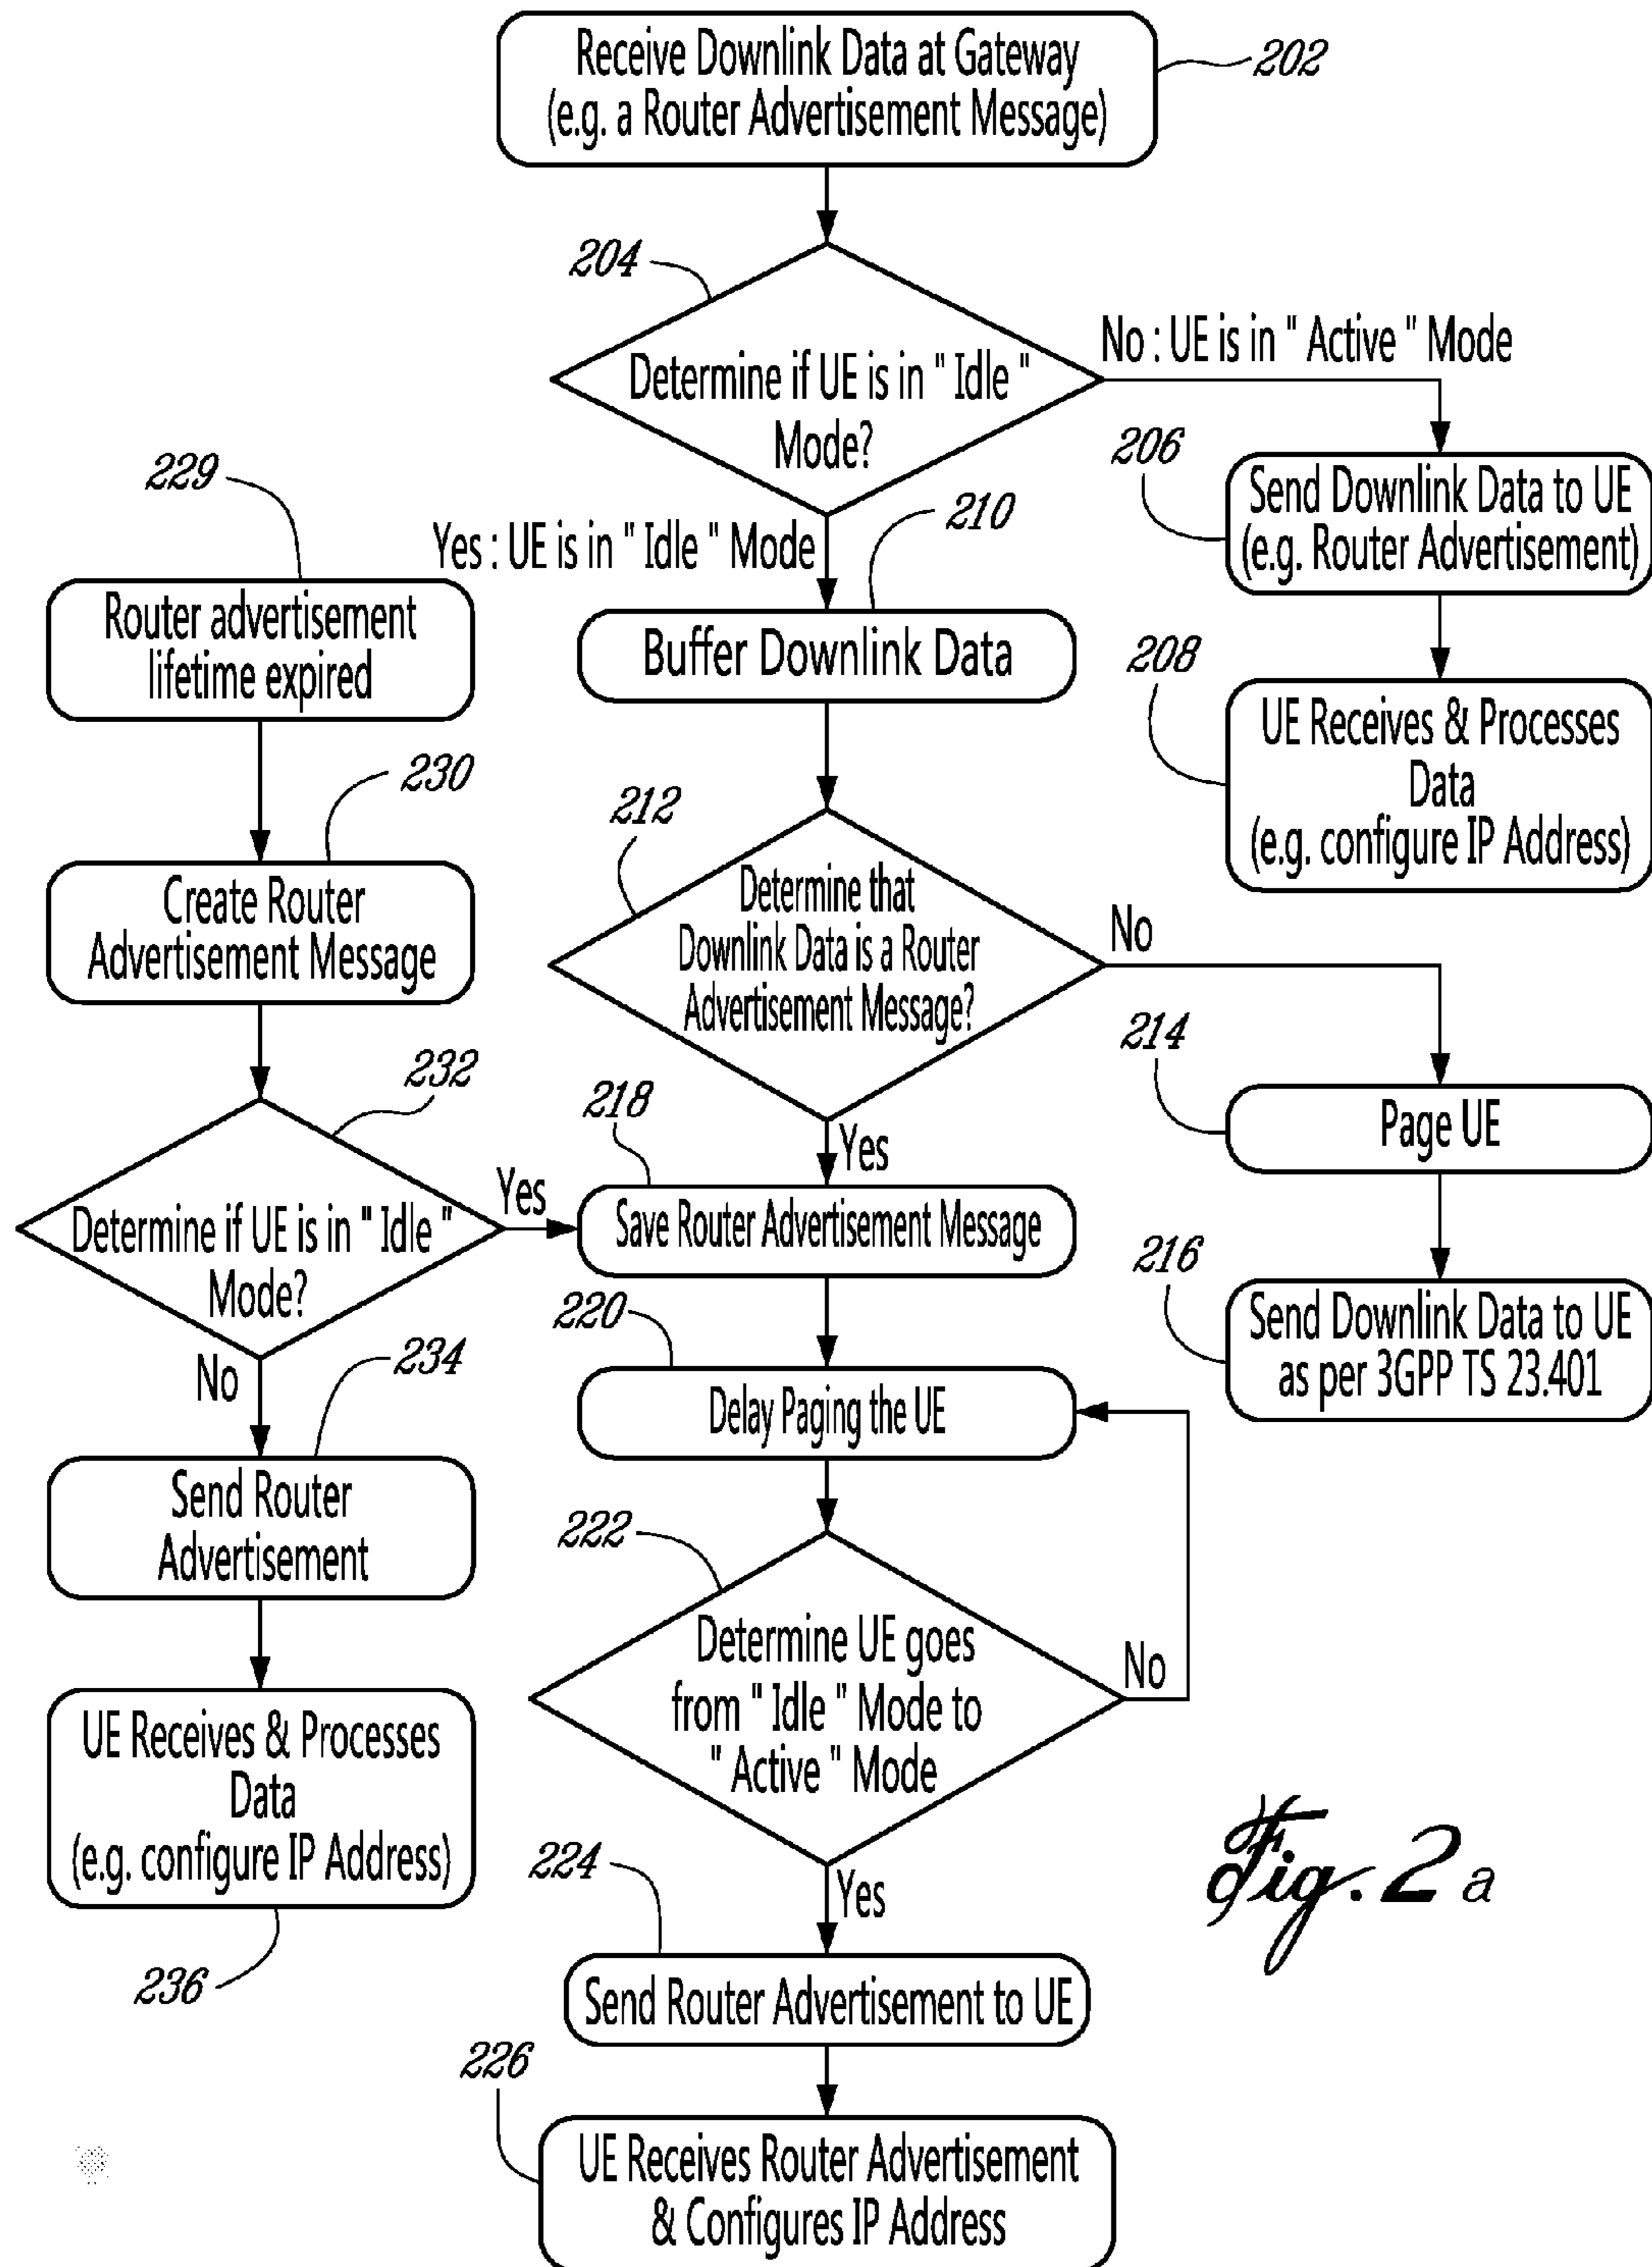 Receive Downlink Data at Gateway
(e.g. a Router Advertisement Message)
202
204
Determine if UE is in " Idle "
Mode?
No : UE is in " Active " Mode
206
Send Downlink Data to UE
(e.g. Router Advertisement)
208
UE Receives & Processes
Data
(e.g. configure IP Address)
Yes : UE is in " Idle " Mode
210
Buffer Downlink Data
229
Router advertisement
lifetime expired
230
Create Router
Advertisement Message
212
Determine that
Downlink Data is a Router
Advertisement Message?
No
214
Page UE
216
Send Downlink Data to UE
as per 3GPP TS 23.401
232
Determine if UE is in " Idle "
Mode?
Yes
218
Yes
Save Router Advertisement Message
220
Delay Paging the UE
No
234
Send Router
Advertisement
222
Determine UE goes
from " Idle " Mode to
" Active " Mode
No
UE Receives & Processes
Data
(e.g. configure IP Address)
236
224
Yes
Send Router Advertisement to UE
226
UE Receives Router Advertisement
& Configures IP Address
Fig. 2 a